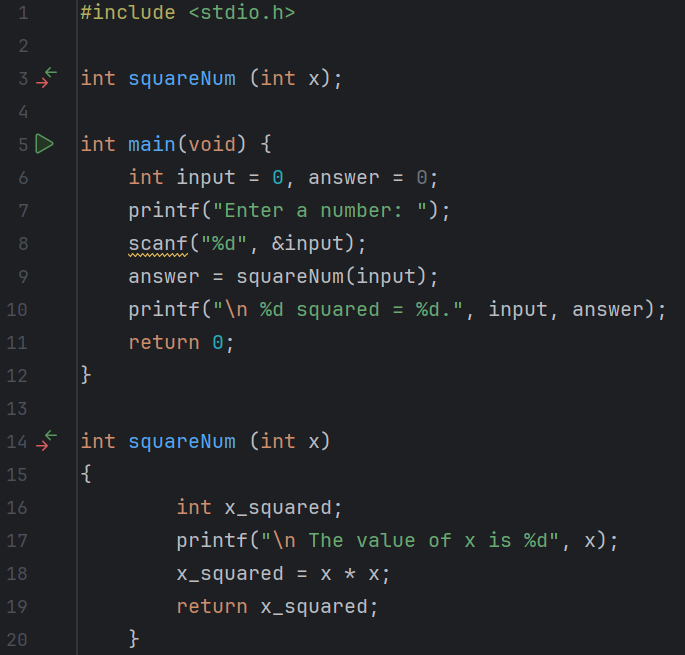 1 #include <stdio.h>
2
3 int squareNum (int x);
4
5 int main(void) {
6     int input = 0, answer = 0;
7     printf("Enter a number: ");
8     scanf("%d", &input);
9     answer = squareNum(input);
10     printf("\n %d squared = %d.", input, answer);
11     return 0;
12 }
13
14 int squareNum (int x)
15 {
16         int x_squared;
17         printf("\n The value of x is %d", x);
18         x_squared = x * x;
19         return x_squared;
20     }